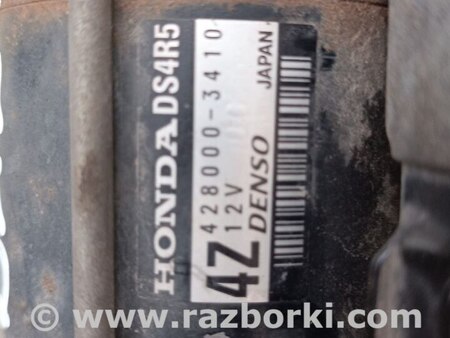 HONDA DS4R5
4Z 428000-3410
12V
DENSO JAPAN
© www.razborki.com